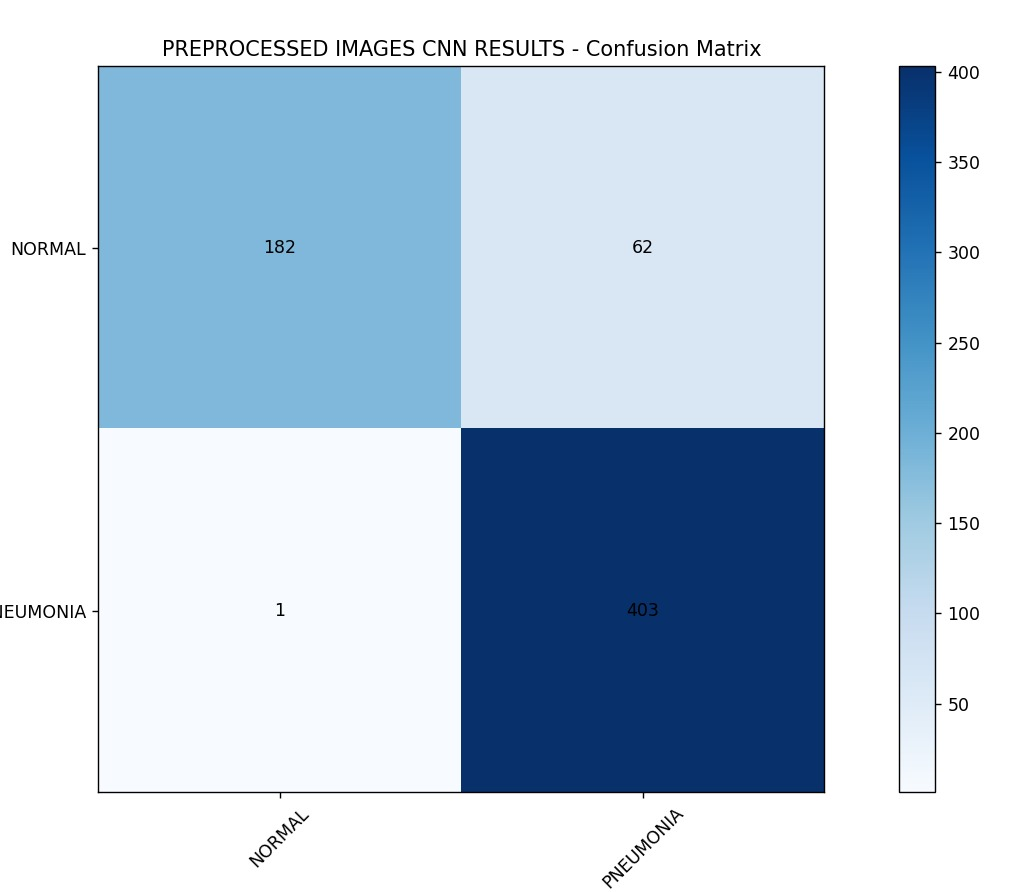 PREPROCESSED IMAGES CNN RESULTS - Confusion Matrix
400
350
300
250
200
150
100
50
NORMAL
182
62
NEUMONIA
1
403
NORMAL
PNEUMONIA